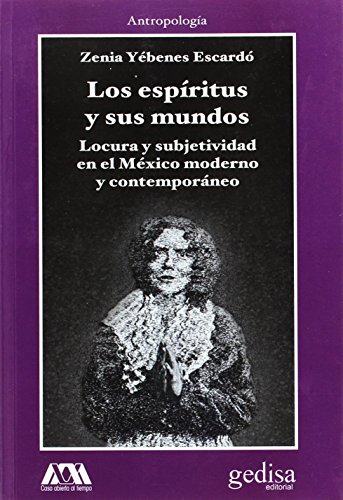 Antropología
Zenia Yébenes Escardó
Los espíritus
y sus mundos
Locura y subjetividad
en el México moderno
y contemporáneo
Casa abierta al tiempo
gedisa
editorial